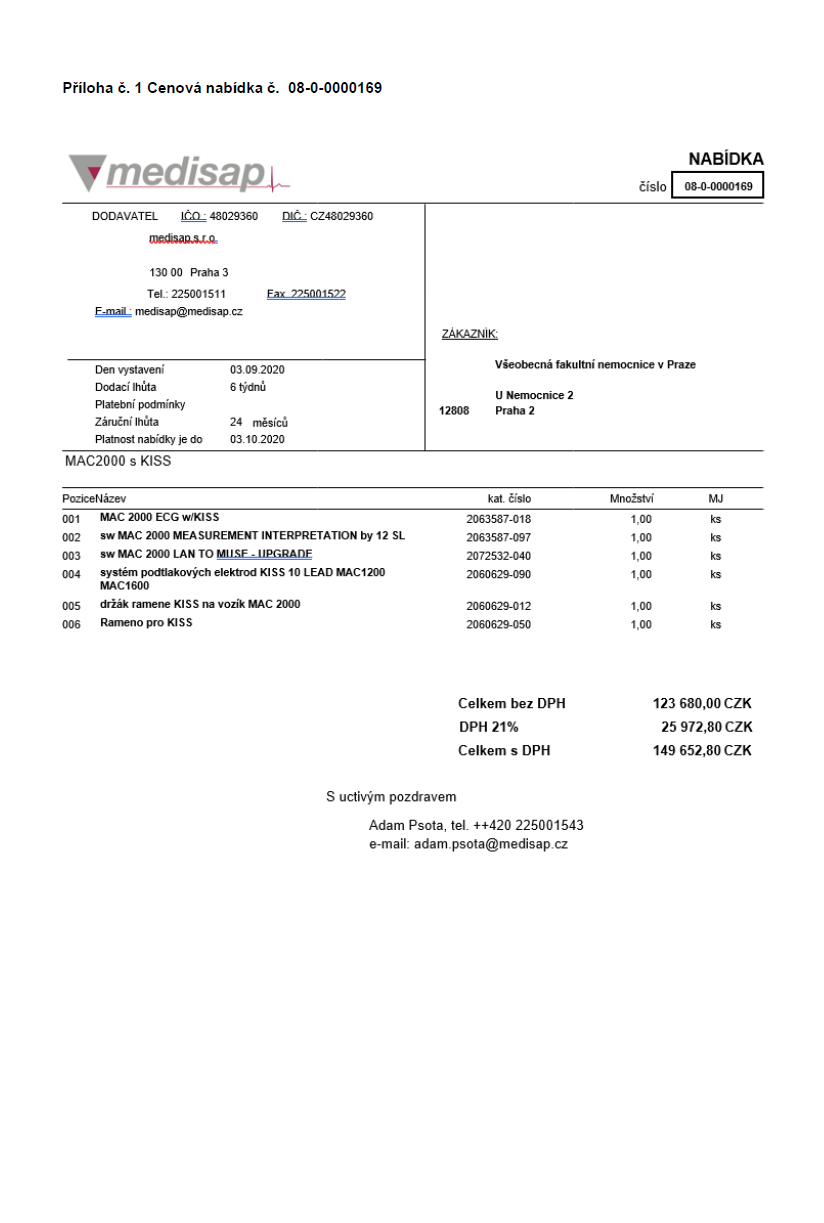 Příloha č. 1 Cenová nabídka č. 08-0-0000169
medisap
NABÍDKA
číslo 08-0-0000169
DODAVATEL IČO.: 48029360 DIČ.: CZ48029360
medisap,s.r.o.
130 00 Praha 3
Tel.: 225001511 Fax. 225001522
E-mail.: medisap@medisap.cz
ZÁKAZNÍK:
Všeobecná fakultní nemocnice v Praze
U Nemocnice 2
12808 Praha 2
Den vystavení 03.09.2020
Dodací lhůta 6 týdnů
Platební podmínky
Záruční lhůta 24 měsíců
Platnost nabídky je do 03.10.2020
MAC2000 s KISS
PoziceNázev kat. číslo Množství MJ
001 MAC 2000 ECG w/KISS 2063587-018 1,00 ks
002 sw MAC 2000 MEASUREMENT INTERPRETATION by 12 SL 2063587-097 1,00 ks
003 sw MAC 2000 LAN TO MUSE - UPGRADE 2072532-040 1,00 ks
004 systém podtlakových elektrod KISS 10 LEAD MAC1200 2060629-090 1,00 ks
MAC1600
005 držák ramene KISS na vozík MAC 2000 2060629-012 1,00 ks
006 Rameno pro KISS 2060629-050 1,00 ks
Celkem bez DPH 123 680,00 CZK
DPH 21% 25 972,80 CZK
Celkem s DPH 149 652,80 CZK
S uctivým pozdravem
Adam Psota, tel. ++420 225001543
e-mail: adam.psota@medisap.cz